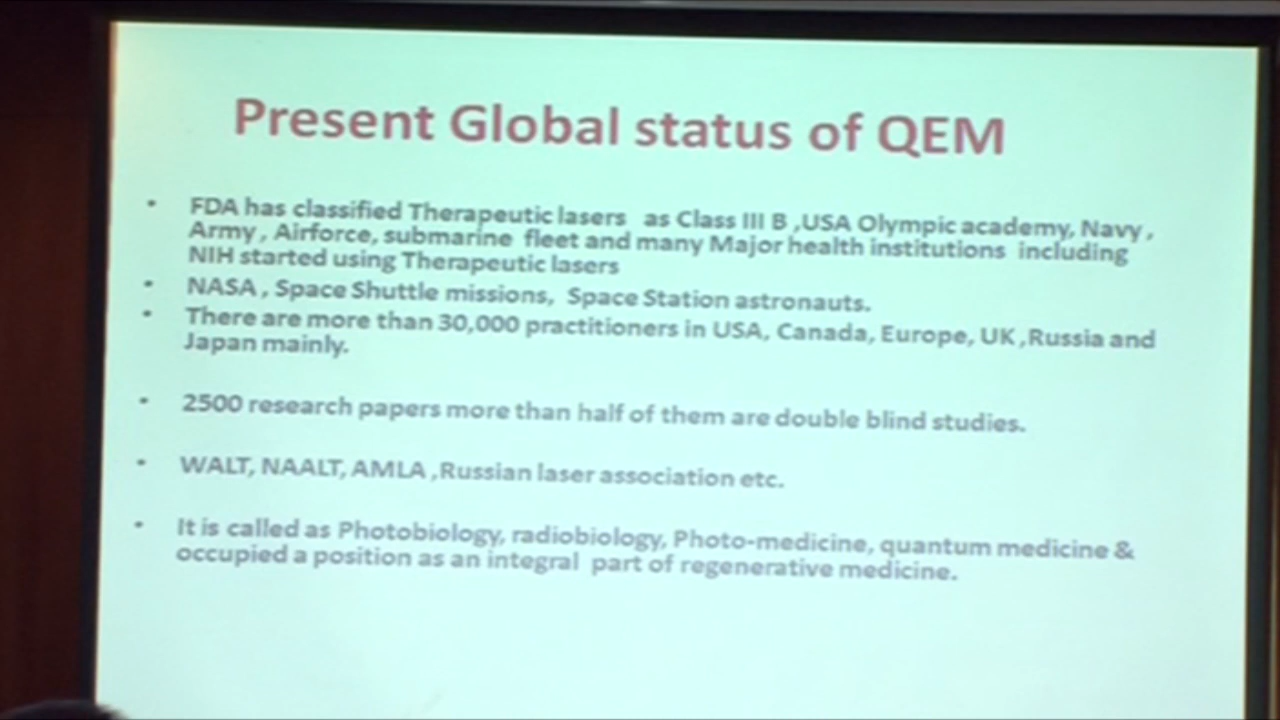 Present Global status of QEM
• FDA has classified Therapeutic lasers as Class III B ,USA Olympic academy, Navy ,
Army , Airforce, submarine fleet and many Major health institutions including
NIH started using Therapeutic lasers
• NASA , Space Shuttle missions, Space Station astronauts.
• There are more than 30,000 practitioners in USA, Canada, Europe, UK ,Russia and
Japan mainly.
• 2500 research papers more than half of them are double blind studies.
• WALT, NAALT, AMLA ,Russian laser association etc.
• It is called as Photobiology, radiobiology, Photo-medicine, quantum medicine &
occupied a position as an integral part of regenerative medicine.